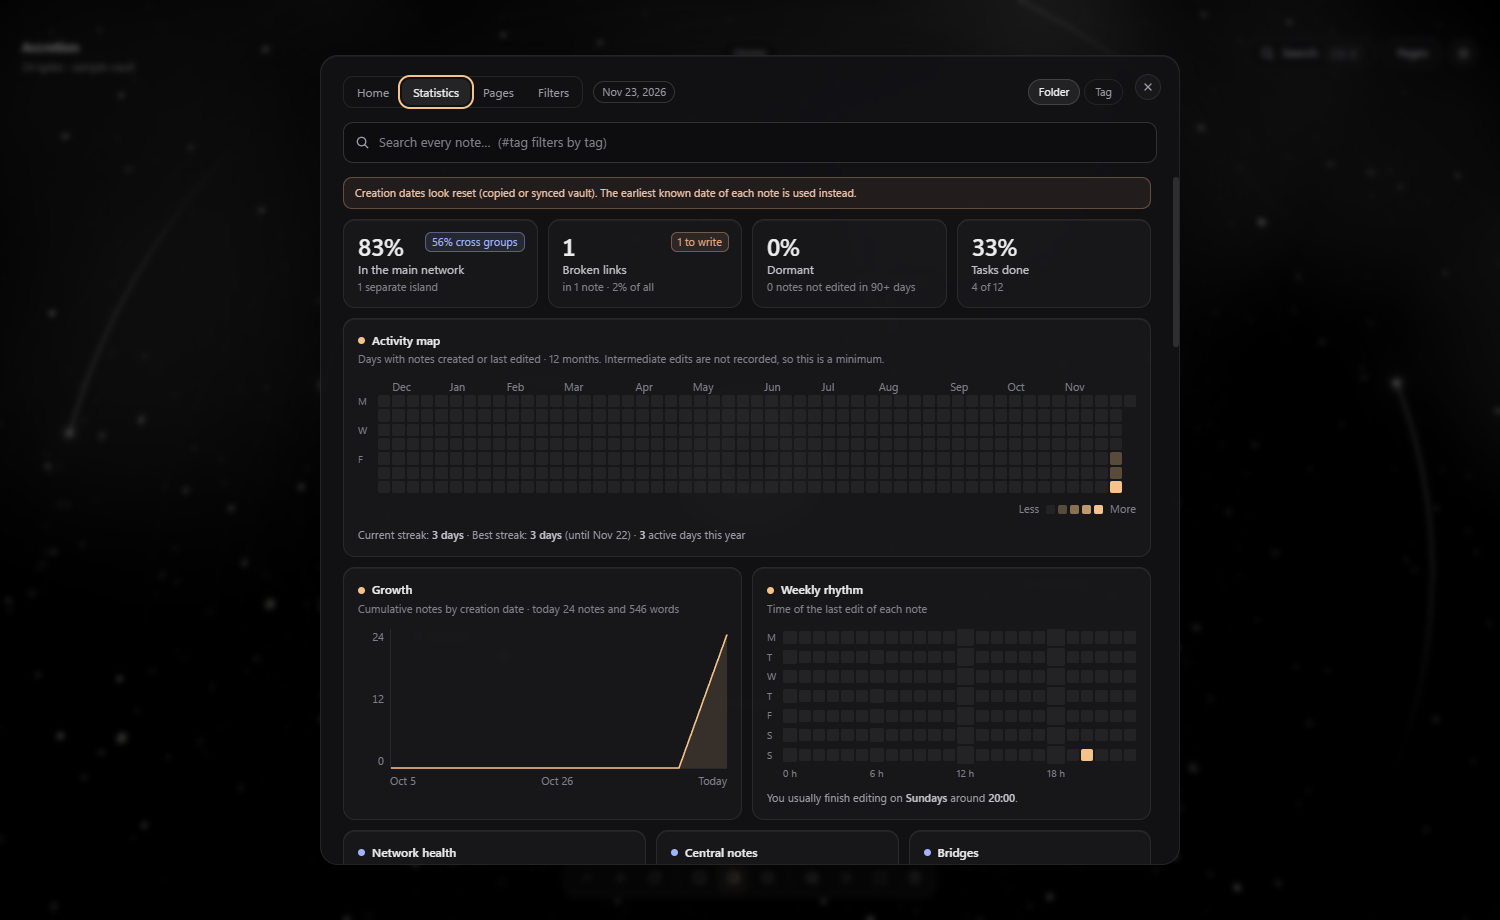 Accretion
Home
Search
Pages
Home
Statistics
Pages
Filters
Nov 23, 2026
Folder
Tag
Search every note... (#tag filters by tag)
Creation dates look reset (copied or synced vault). The earliest known date of each note is used instead.
83%
56% cross groups
In the main network
1 separate island
1
1 to write
Broken links
in 1 note · 2% of all
0%
Dormant
0 notes not edited in 90+ days
33%
Tasks done
4 of 12
Activity map
Days with notes created or last edited · 12 months. Intermediate edits are not recorded, so this is a minimum.
Dec Jan Feb Mar Apr May Jun Jul Aug Sep Oct Nov
M
W
F
Less More
Current streak: 3 days · Best streak: 3 days (until Nov 22) · 3 active days this year
Growth
Cumulative notes by creation date · today 24 notes and 546 words
24
12
0
Oct 5 Oct 26 Today
Weekly rhythm
Time of the last edit of each note
M
T
W
T
F
S
S
0 h 6 h 12 h 18 h
You usually finish editing on Sundays around 20:00.
Network health
Central notes
Bridges